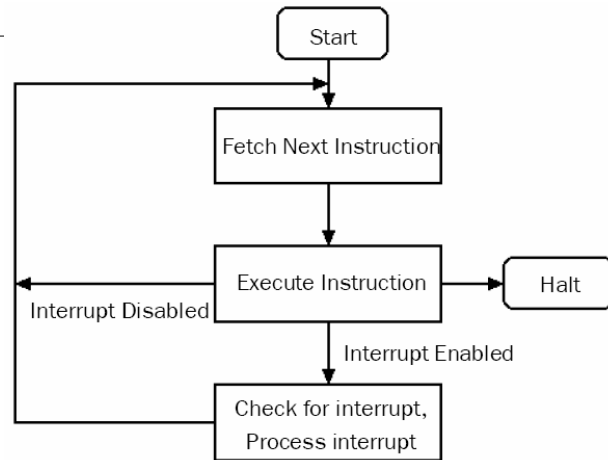 Start
Fetch Next Instruction
Execute Instruction
Halt
Interrupt Disabled
Interrupt Enabled
Check for interrupt,
Process interrupt